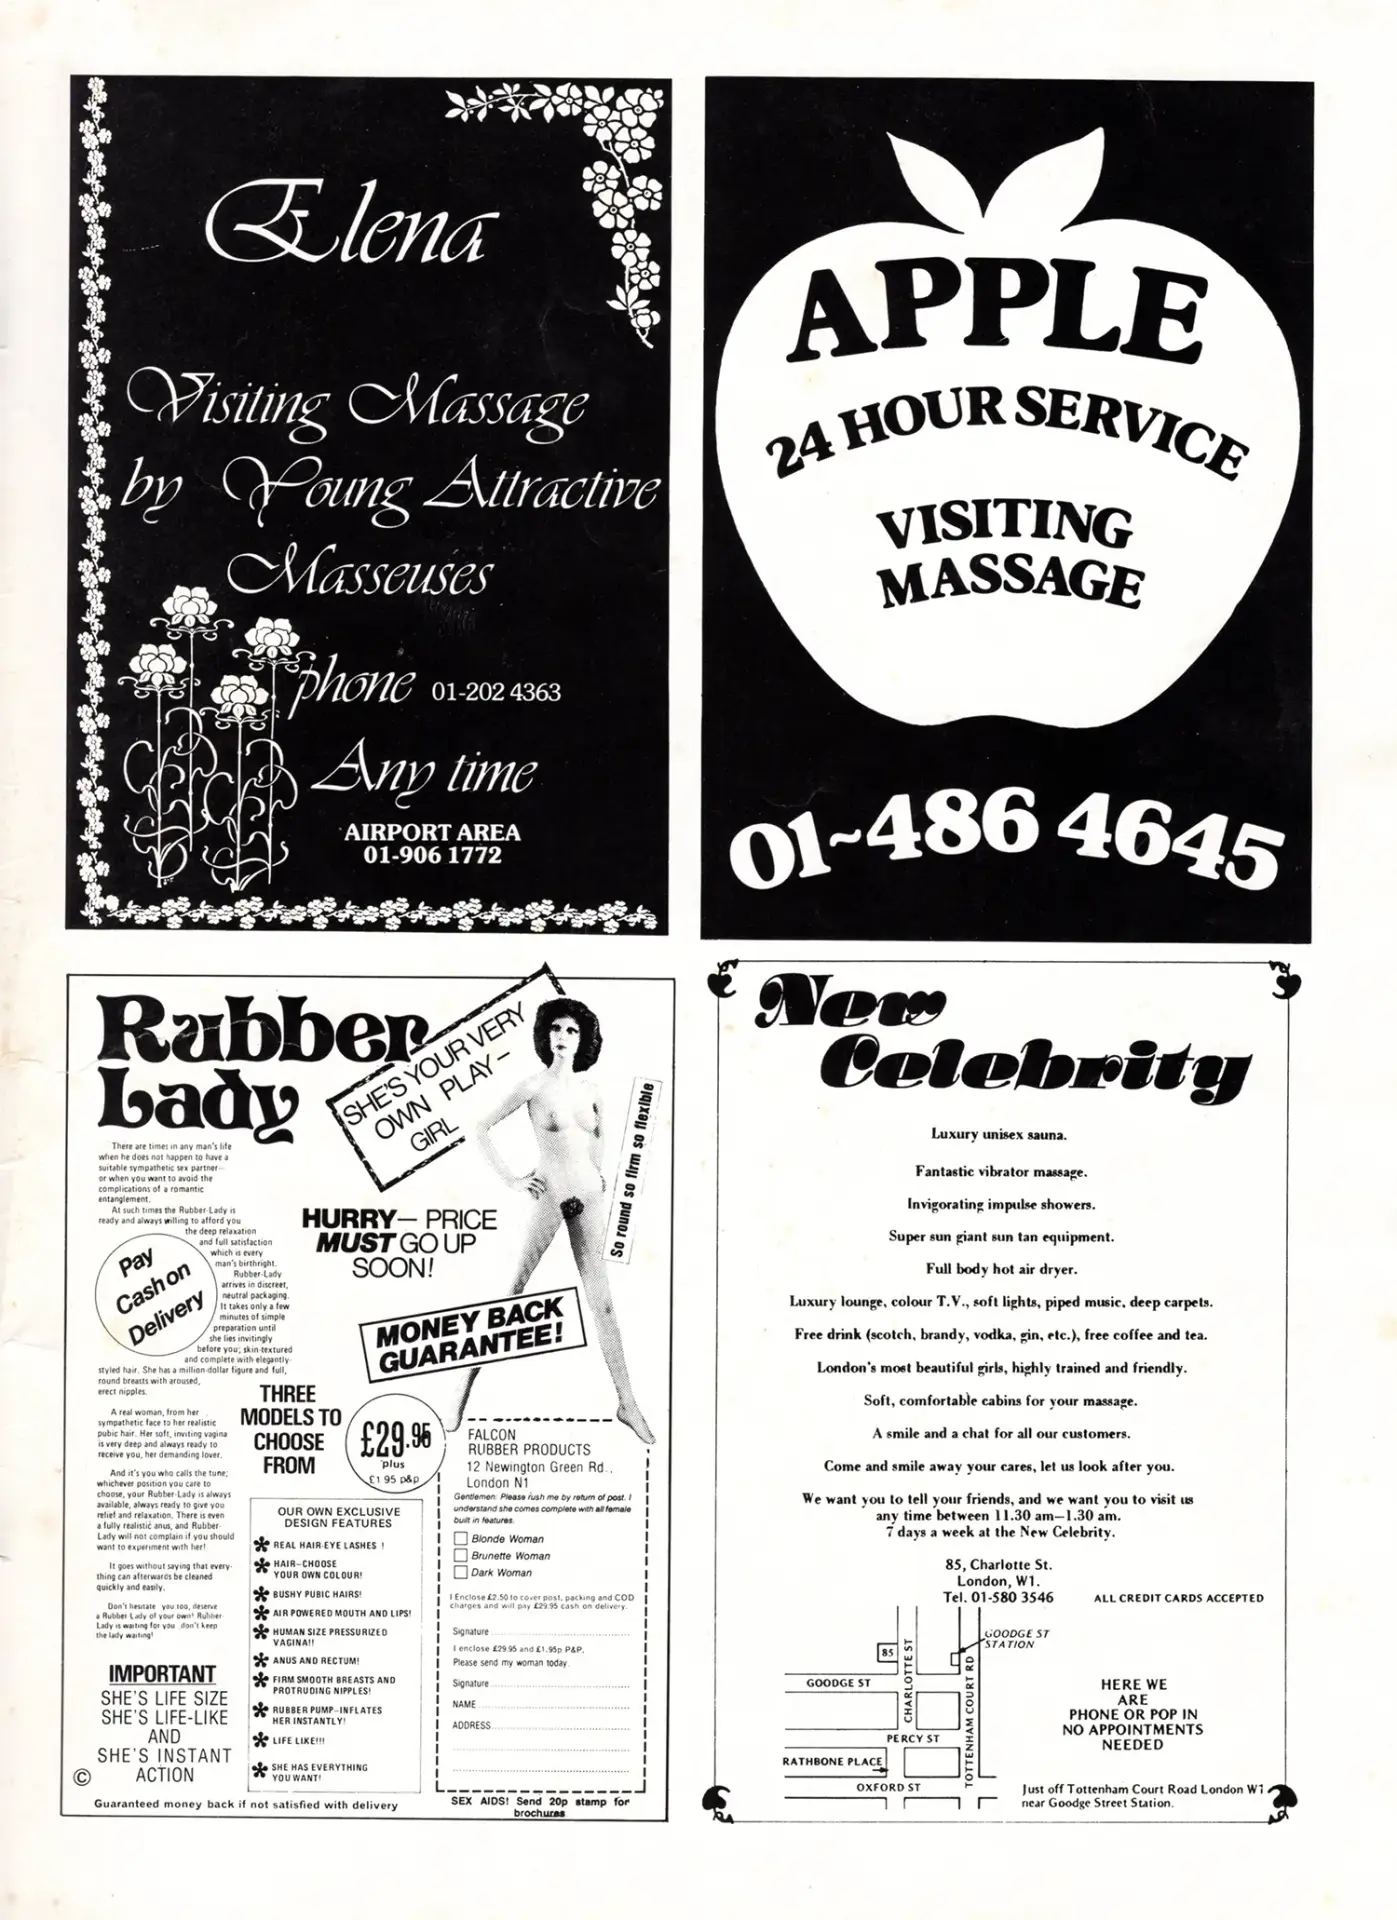 Elena
Visiting Massage
by Young Attractive
Masseuses
phone 01-202 4363
Any time
AIRPORT AREA
01-906 1772
APPLE
24 HOUR SERVICE
VISITING
MASSAGE
01~486 4645
Rubber
Lady
SHE'S YOUR VERY
OWN PLAY–
GIRL
So round so firm so flexible
There are times in any man's life
when he does not happen to have a
suitable sympathetic sex partner—
or when you want to avoid the
complications of a romantic
entanglement.
At such times the Rubber-Lady is
ready and always willing to afford you
the deep relaxation
and full satisfaction
which is every
man's birthright.
Rubber-Lady
arrives in discreet,
neutral packaging.
It takes only a few
minutes of simple
preparation until
she lies invitingly
before you; skin-textured
and complete with elegantly-
styled hair. She has a million-dollar figure and full,
round breasts with aroused,
erect nipples.
Pay
Cash on
Delivery
A real woman, from her
sympathetic face to her realistic
pubic hair. Her soft, inviting vagina
is very deep and always ready to
receive you, her demanding lover.
And it's you who calls the tune;
whichever position you care to
choose, your Rubber-Lady is always
available, always ready to give you
relief and relaxation. There is even
a fully realistic anus, and Rubber-
Lady will not complain if you should
want to experiment with her!
It goes without saying that every-
thing can afterwards be cleaned
quickly and easily.
Don't hesitate you too, deserve
a Rubber Lady of your own! Rubber-
Lady is waiting for you don't keep
the lady waiting!
IMPORTANT
SHE'S LIFE SIZE
SHE'S LIFE-LIKE
AND
SHE'S INSTANT
ACTION
©
HURRY— PRICE
MUST GO UP
SOON!
MONEY BACK
GUARANTEE!
THREE
MODELS TO
CHOOSE
FROM
£29.95
plus
£1 95 p&p
OUR OWN EXCLUSIVE
DESIGN FEATURES
✱ REAL HAIR-EYE LASHES !
✱ HAIR–CHOOSE
YOUR OWN COLOUR!
✱ BUSHY PUBIC HAIRS!
✱ AIR POWERED MOUTH AND LIPS!
✱ HUMAN SIZE PRESSURIZED
VAGINA!!
✱ ANUS AND RECTUM!
✱ FIRM SMOOTH BREASTS AND
PROTRUDING NIPPLES!
✱ RUBBER PUMP–INFLATES
HER INSTANTLY!
✱ LIFE LIKE!!!
✱ SHE HAS EVERYTHING
YOU WANT!
FALCON
RUBBER PRODUCTS
12 Newington Green Rd.,
London N1
Gentlemen: Please rush me by return of post. I
understand she comes complete with all female
built in features.
Blonde Woman
Brunette Woman
Dark Woman
I Enclose £2.50 to cover post, packing and COD
charges and will pay £29.95 cash on delivery.
Signature
I enclose £29.95 and £1.95p P&P.
Please send my woman today.
Signature
NAME
ADDRESS
Guaranteed money back if not satisfied with delivery
SEX AIDS! Send 20p stamp for
brochures
New
Celebrity
Luxury unisex sauna.
Fantastic vibrator massage.
Invigorating impulse showers.
Super sun giant sun tan equipment.
Full body hot air dryer.
Luxury lounge, colour T.V., soft lights, piped music, deep carpets.
Free drink (scotch, brandy, vodka, gin, etc.), free coffee and tea.
London's most beautiful girls, highly trained and friendly.
Soft, comfortable cabins for your massage.
A smile and a chat for all our customers.
Come and smile away your cares, let us look after you.
We want you to tell your friends, and we want you to visit us
any time between 11.30 am–1.30 am.
7 days a week at the New Celebrity.
85, Charlotte St.
London, W1.
Tel. 01-580 3546
ALL CREDIT CARDS ACCEPTED
GOODGE ST
STATION
85
CHARLOTTE ST
GOODGE ST
TOTTENHAM COURT RD
PERCY ST
RATHBONE PLACE
OXFORD ST
HERE WE
ARE
PHONE OR POP IN
NO APPOINTMENTS
NEEDED
Just off Tottenham Court Road London W1
near Goodge Street Station.